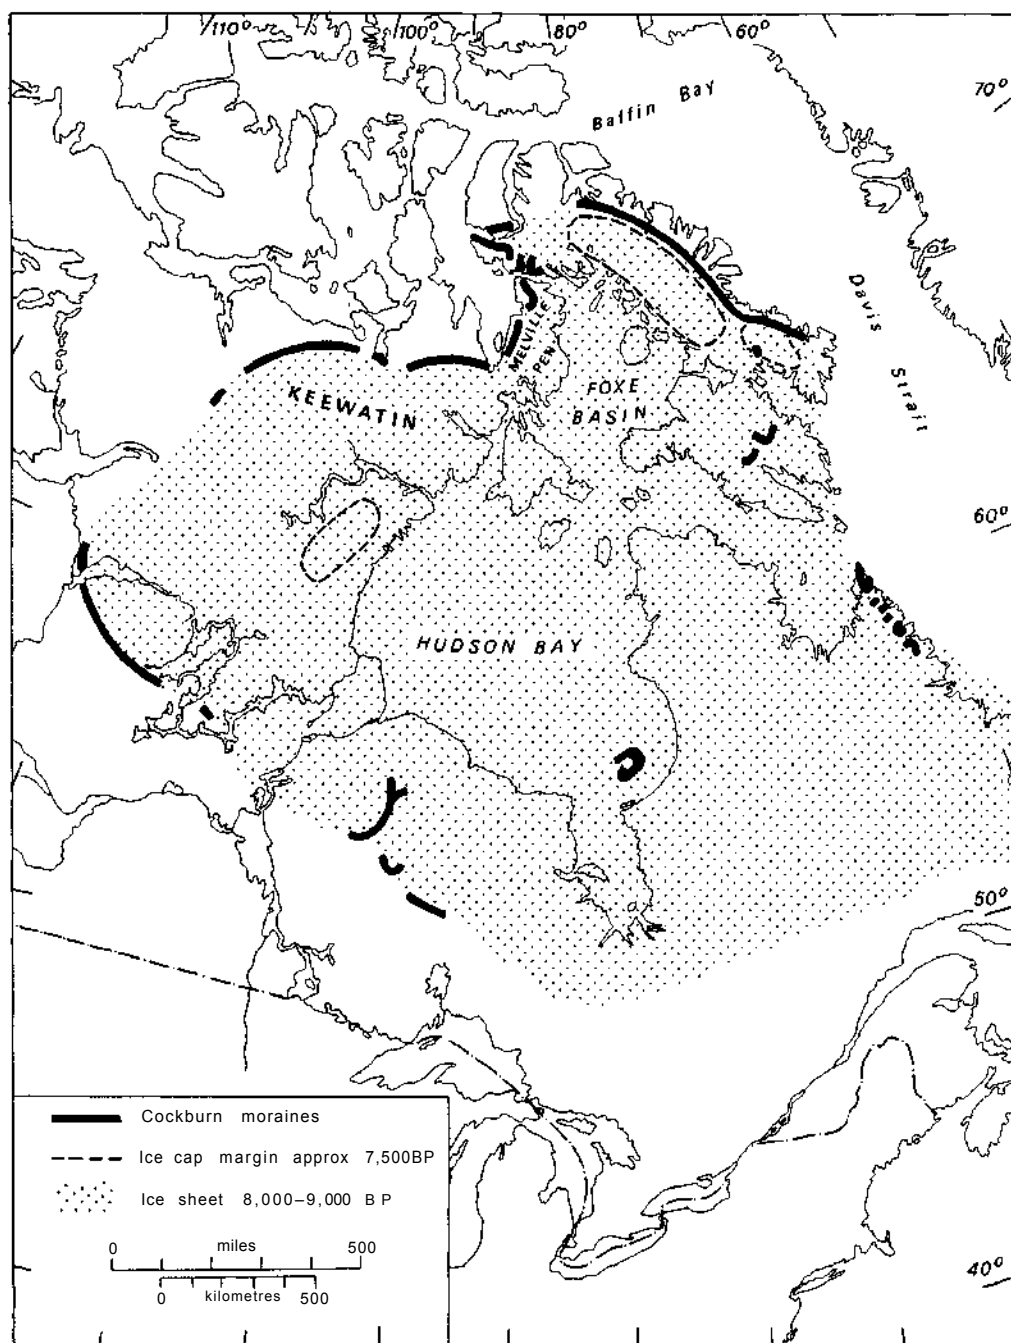 110° 100° 80° 60°
70°
Baffin Bay
Davis Strait
MELVILLE PEN
KEEWATIN
FOXE BASIN
60°
HUDSON BAY
50°
Cockburn moraines
Ice cap margin approx 7,500BP
Ice sheet 8,000–9,000 B P
0 miles 500
0 kilometres 500
40°